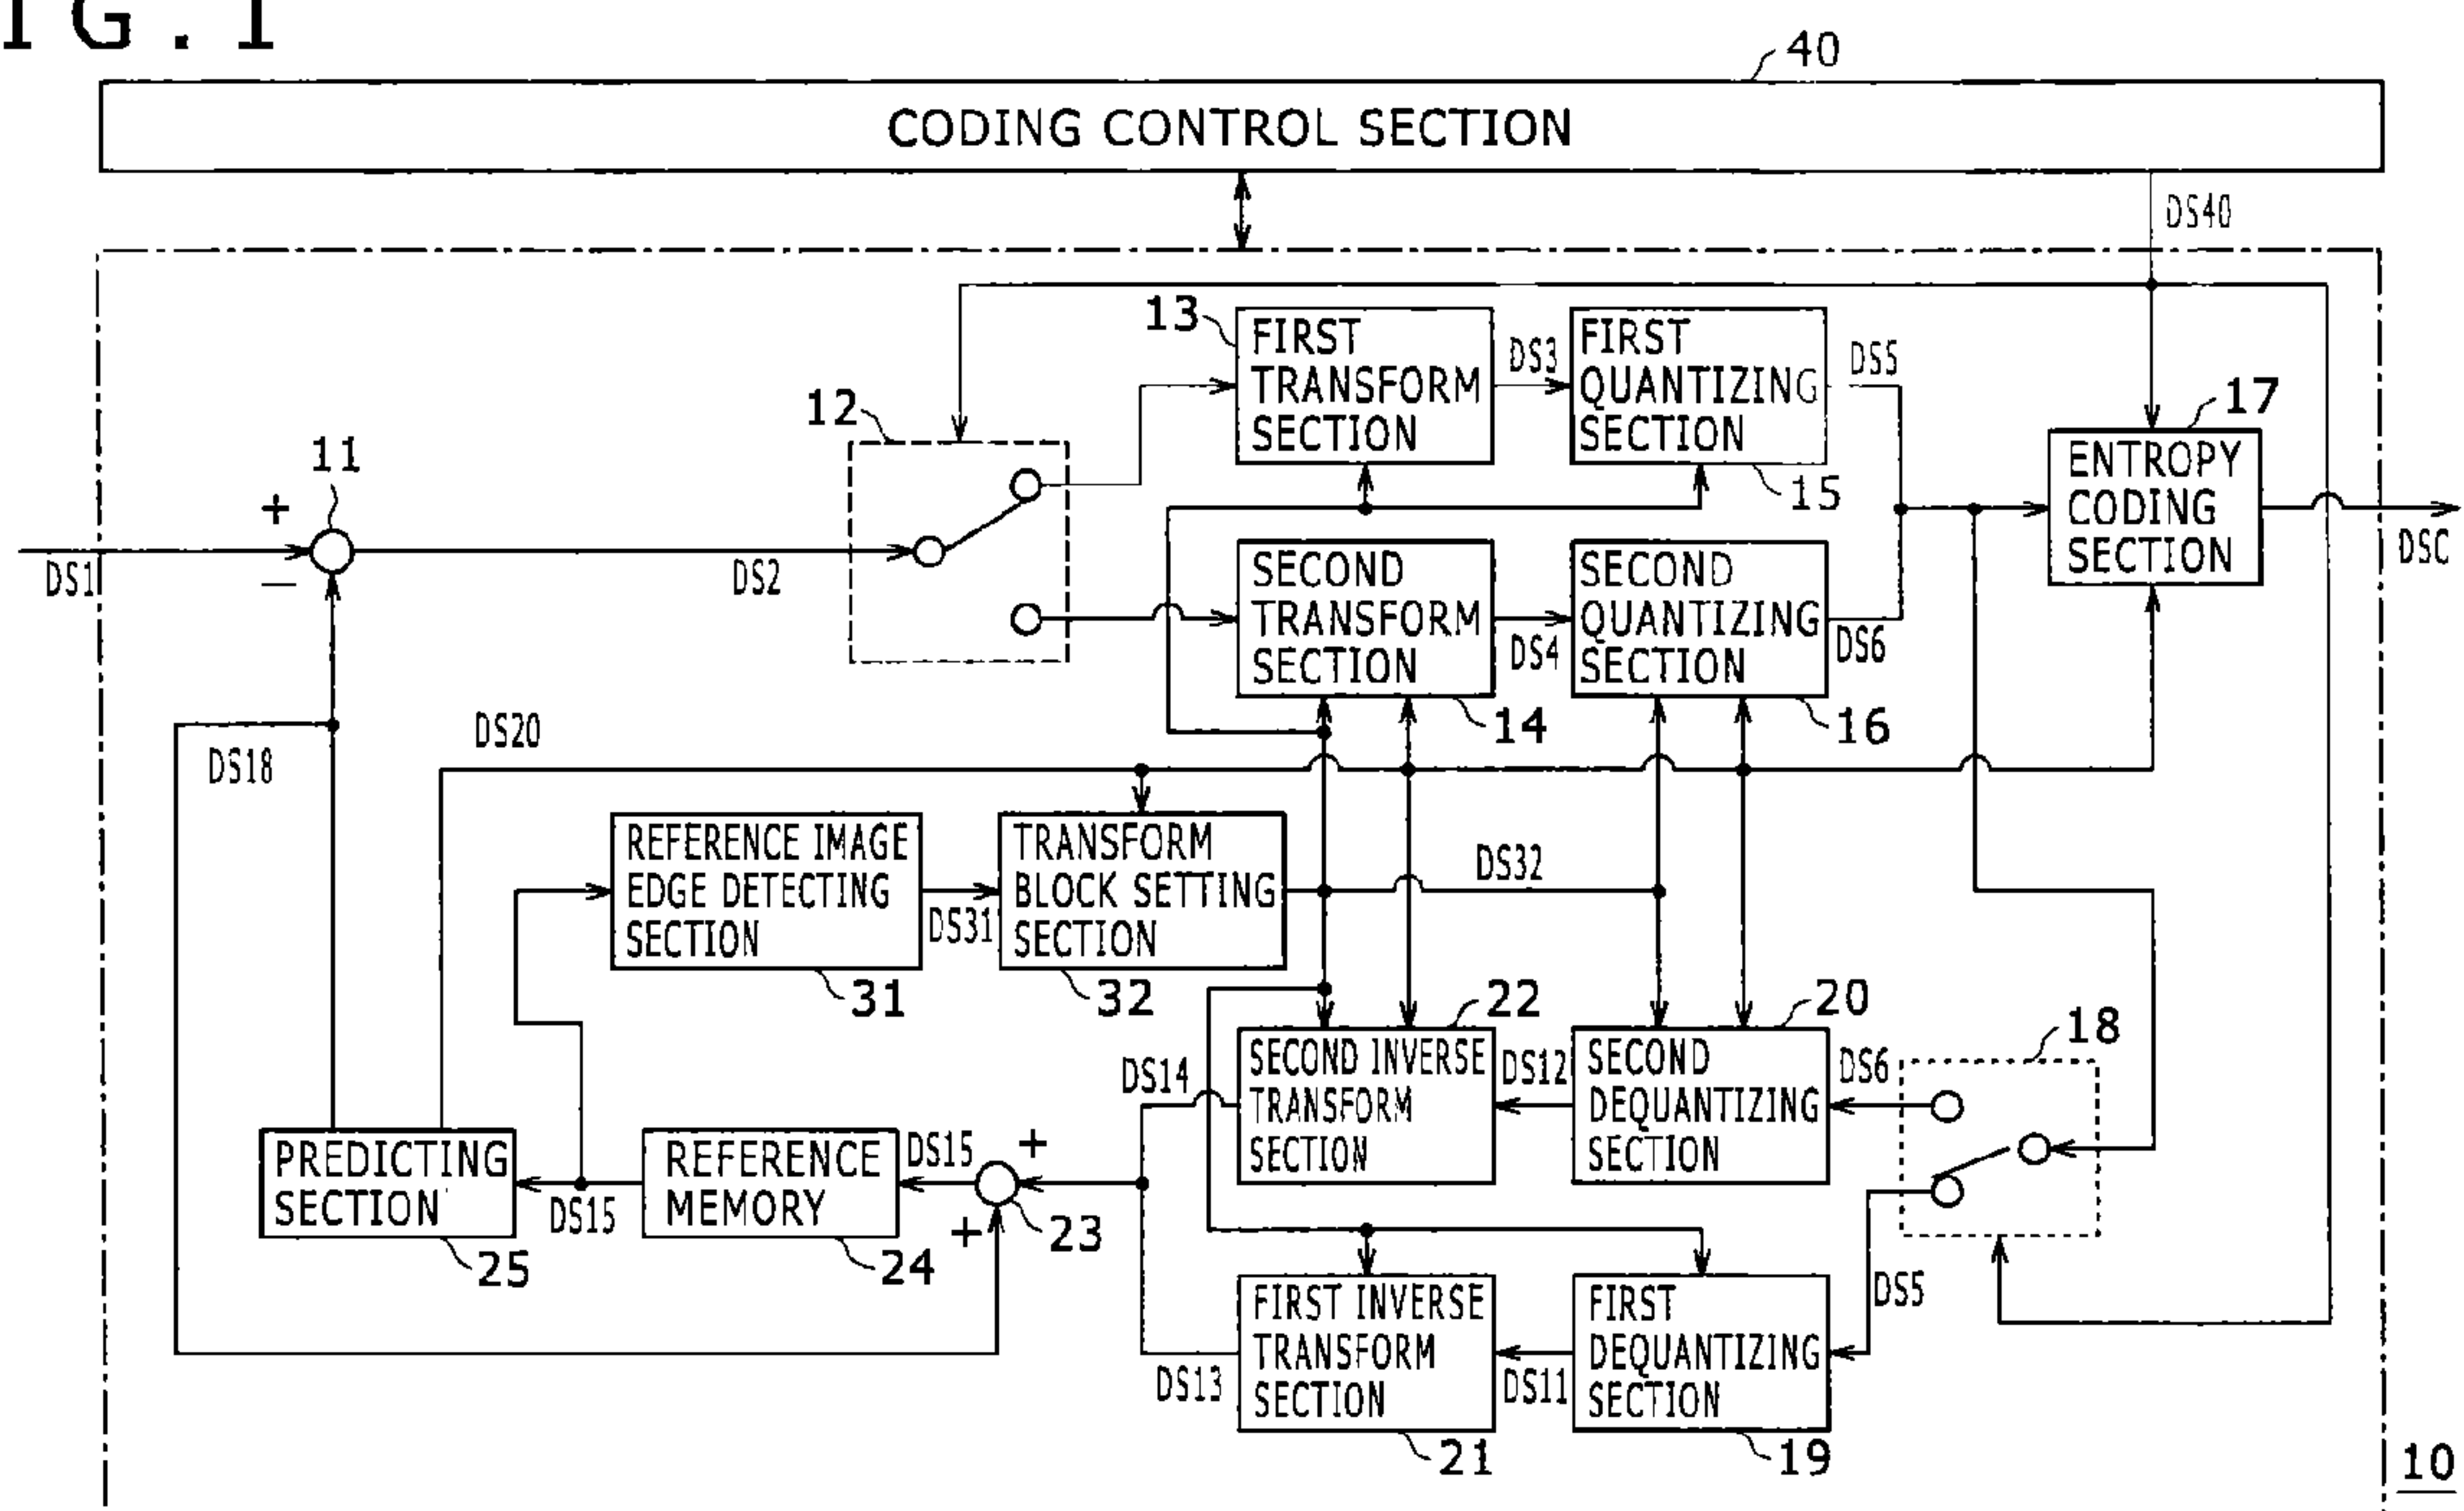 IG.1
40
CODING CONTROL SECTION
DS40
13
FIRST
TRANSFORM
SECTION
DS3
FIRST
QUANTIZING
SECTION
DS5
15
12
17
ENTROPY
CODING
SECTION
DSC
11
+
−
DS1
DS2
SECOND
TRANSFORM
SECTION
DS4
SECOND
QUANTIZING
SECTION
DS6
14
16
DS18
DS20
REFERENCE IMAGE
EDGE DETECTING
SECTION
DS31
TRANSFORM
BLOCK SETTING
SECTION
DS32
31
32
22
20
18
DS14
SECOND INVERSE
TRANSFORM
SECTION
DS12
SECOND
DEQUANTIZING
SECTION
DS6
PREDICTING
SECTION
DS15
REFERENCE
MEMORY
DS15
+
+
23
25
24
FIRST INVERSE
TRANSFORM
SECTION
DS11
FIRST
DEQUANTIZING
SECTION
DS5
DS13
21
19
10